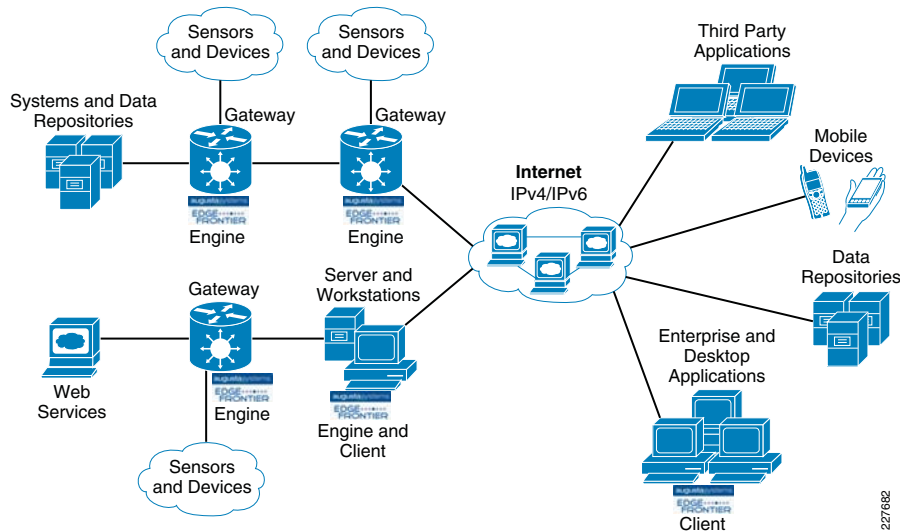 Sensors
and Devices
Sensors
and Devices
Third Party
Applications
Systems and Data
Repositories
Gateway
Gateway
Mobile
Devices
Internet
IPv4/IPv6
augustasystems
EDGE
FRONTIER
Engine
augustasystems
EDGE
FRONTIER
Engine
Data
Repositories
Gateway
Server and
Workstations
Enterprise and
Desktop
Applications
Web
Services
augustasystems
EDGE
FRONTIER
Engine
augustasystems
EDGE
FRONTIER
Engine and
Client
Sensors
and Devices
augustasystems
EDGE
FRONTIER
Client
227682